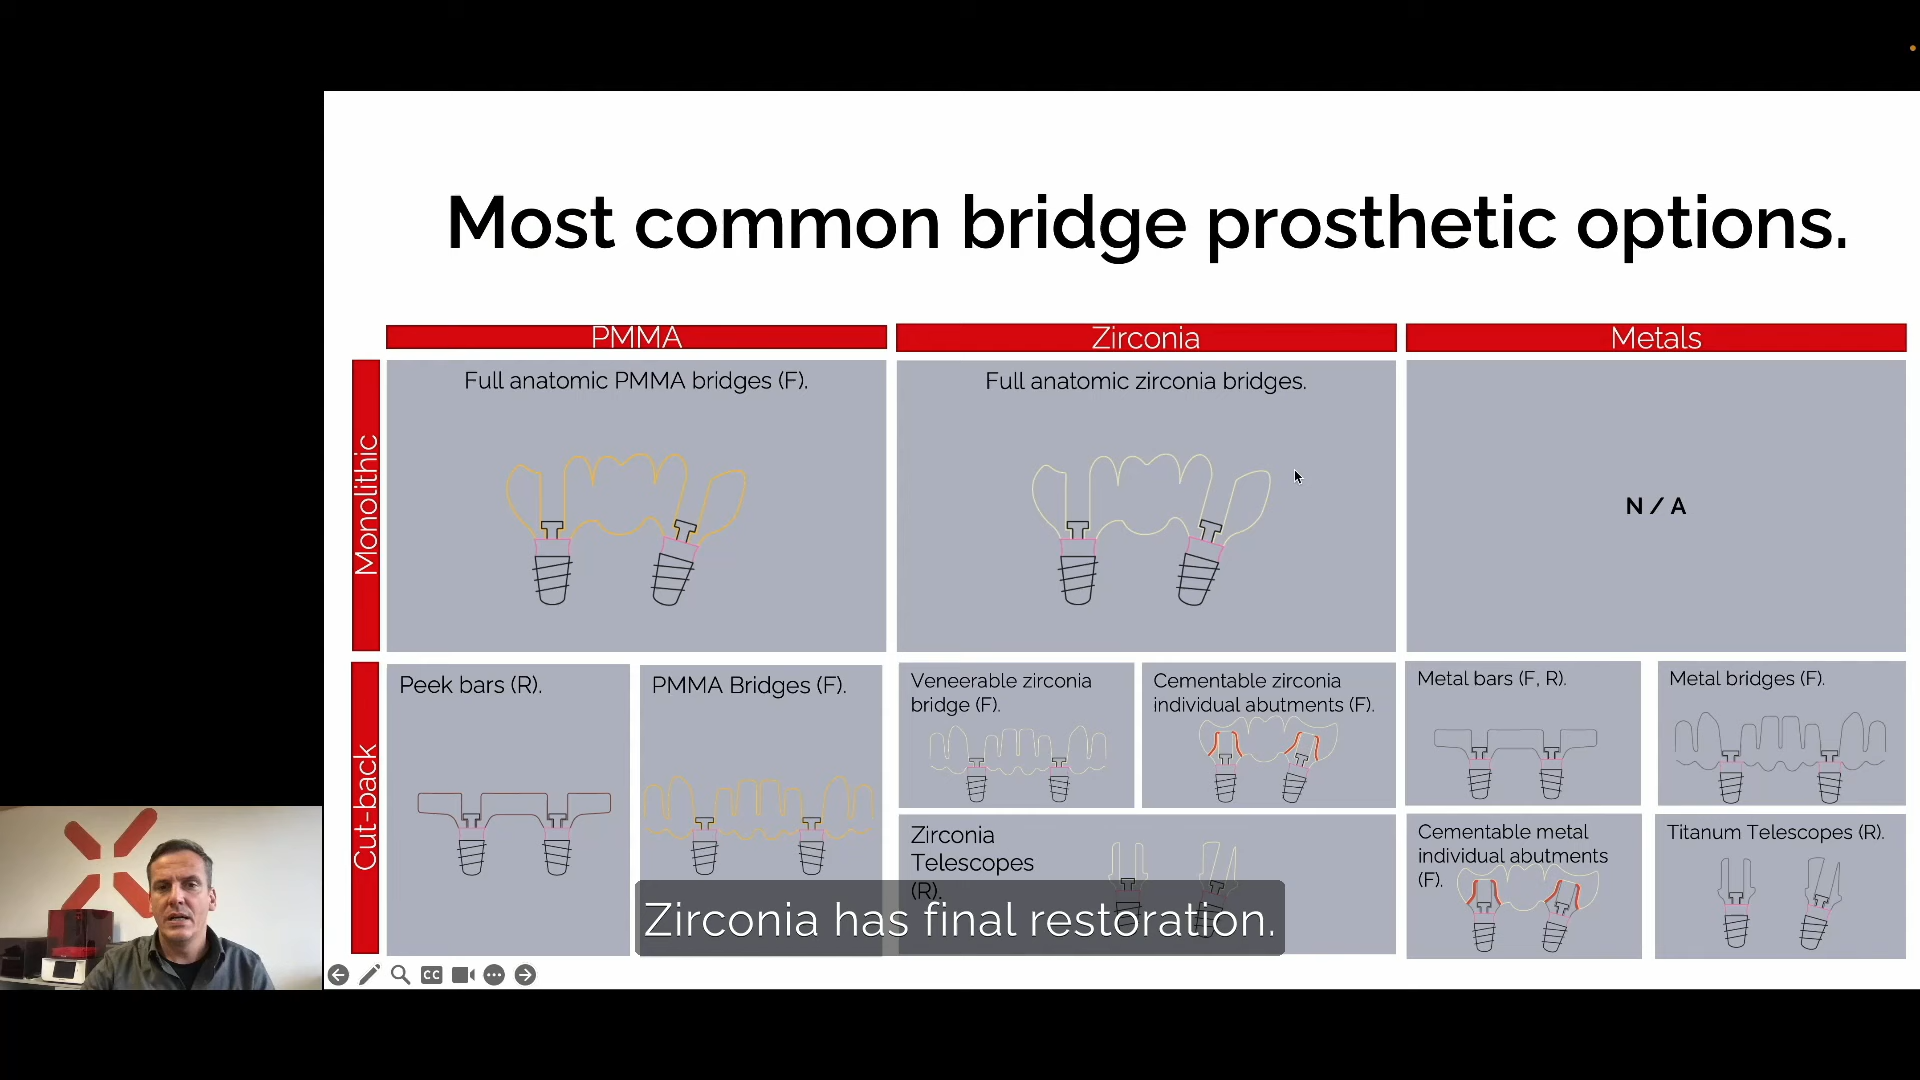 Most common bridge prosthetic options.
PMMA
Zirconia
Metals
Monolithic
Full anatomic PMMA bridges (F).
Full anatomic zirconia bridges.
N / A
Cut-back
Peek bars (R).
PMMA Bridges (F).
Veneerable zirconia
bridge (F).
Cementable zirconia
individual abutments (F).
Zirconia
Telescopes
(R).
Metal bars (F, R).
Metal bridges (F).
Cementable metal
individual abutments
(F).
Titanum Telescopes (R).
Zirconia has final restoration.
CC